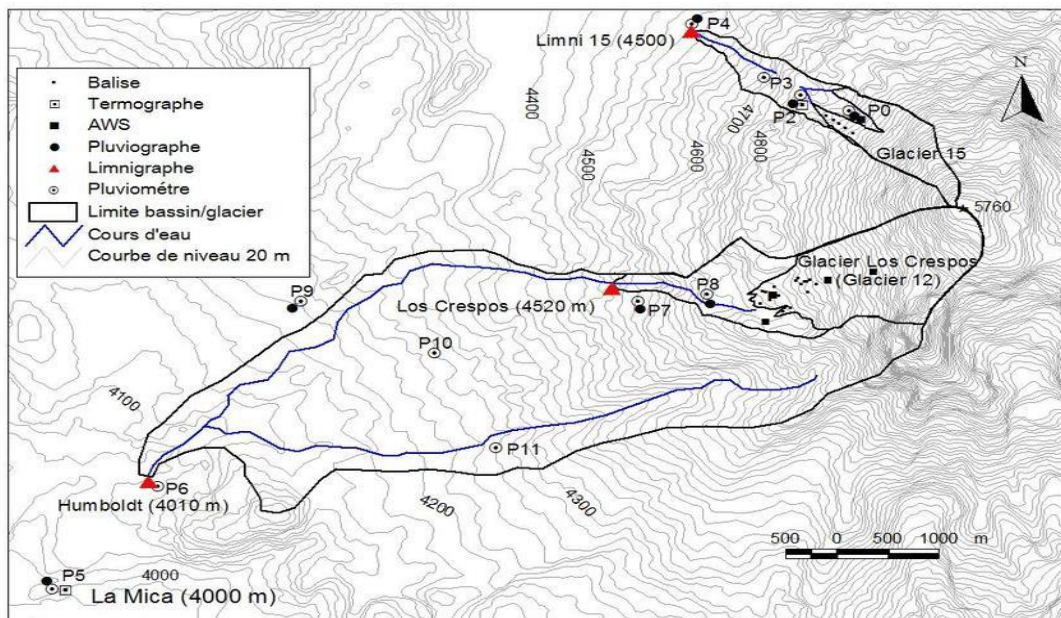 Balise
Termographe
AWS
Pluviographe
Limnigraphe
Pluviométre
Limite bassin/glacier
Cours d'eau
Courbe de niveau 20 m
P4
Limni 15 (4500)
N
P3
4400
4700
P2
P0
4500
4600
4800
Glacier 15
5760
Glacier Los Crespos
(Glacier 12)
P9
P8
Los Crespos (4520 m)
P7
P10
4100
P11
P6
Humboldt (4010 m)
4200
4300
500 0 500 1000 m
P5
4000
La Mica (4000 m)